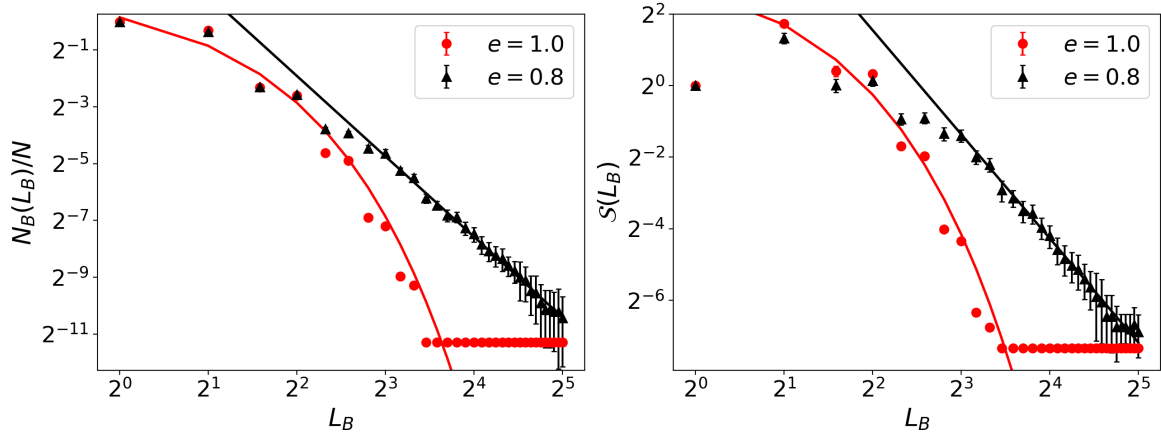 2^{-1}
2^{-3}
2^{-5}
2^{-7}
2^{-9}
2^{-11}
N_B(L_B)/N
e = 1.0
e = 0.8
2^0
2^1
2^2
2^3
2^4
2^5
L_B
2^2
2^0
2^{-2}
2^{-4}
2^{-6}
𝒮(L_B)
e = 1.0
e = 0.8
2^0
2^1
2^2
2^3
2^4
2^5
L_B